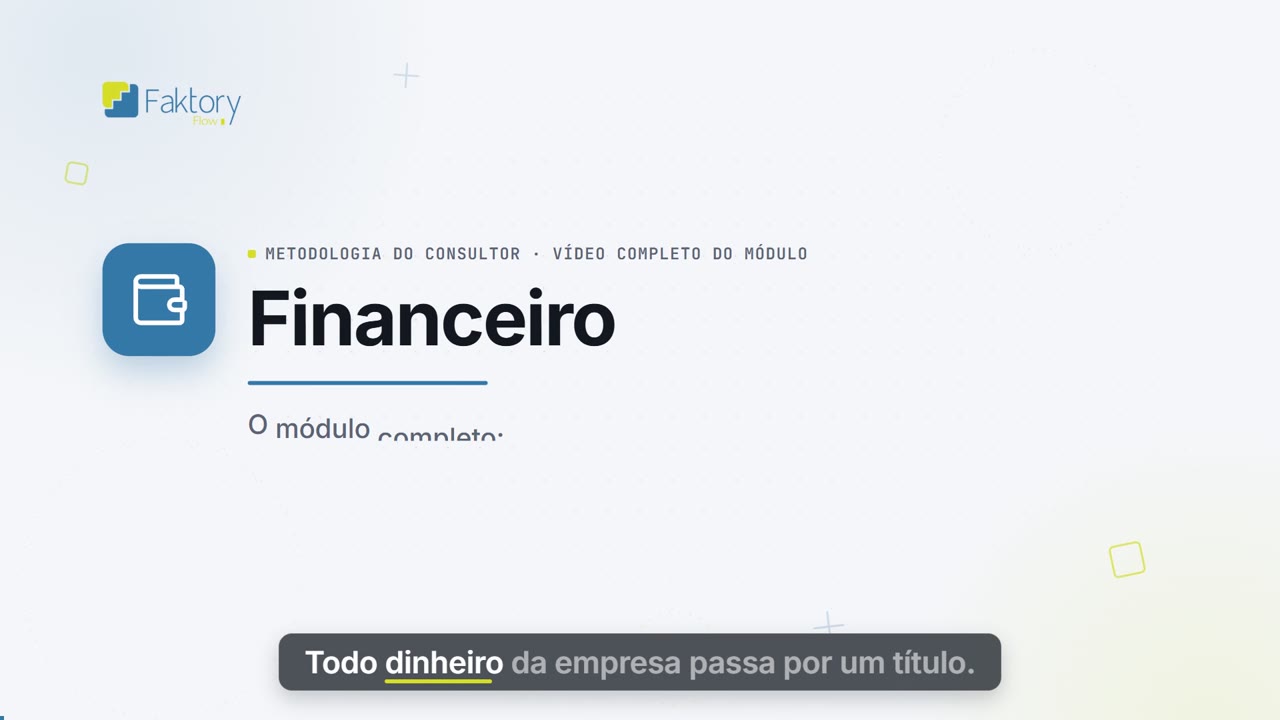 Faktory
Flow
METODOLOGIA DO CONSULTOR · VÍDEO COMPLETO DO MÓDULO
Financeiro
O módulo completo:
Todo dinheiro da empresa passa por um título.